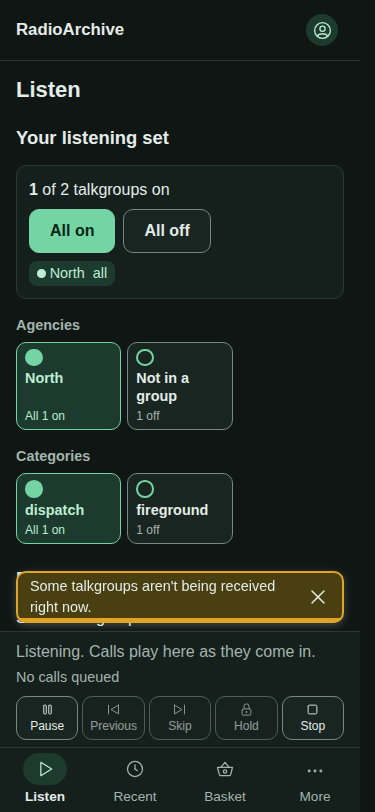 RadioArchive
Listen
Your listening set
1 of 2 talkgroups on
All on All off
North all
Agencies
North
All 1 on
Not in a
group
1 off
Categories
dispatch
All 1 on
fireground
1 off
Some talkgroups aren't being received
right now.
Listening. Calls play here as they come in.
No calls queued
Pause Previous Skip Hold Stop
Listen Recent Basket More